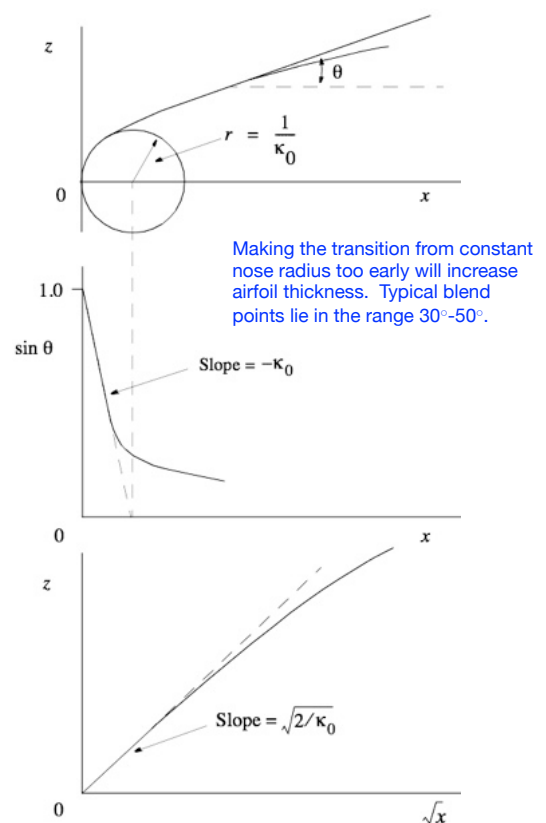 z
θ
r = 1/κ₀
0
x
Making the transition from constant
nose radius too early will increase
airfoil thickness. Typical blend
points lie in the range 30°-50°.
1.0
sin θ
Slope = −κ₀
0
x
z
Slope = √2/κ₀
0
√x